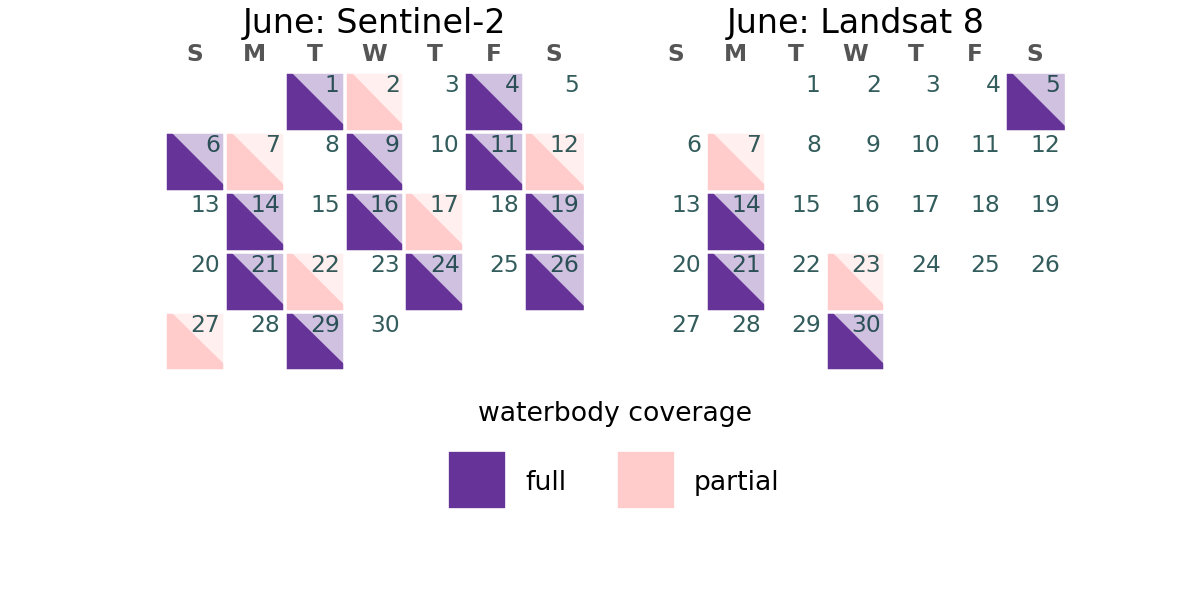 June: Sentinel-2
S M T W T F S
1 2 3 4 5
6 7 8 9 10 11 12
13 14 15 16 17 18 19
20 21 22 23 24 25 26
27 28 29 30
June: Landsat 8
S M T W T F S
1 2 3 4 5
6 7 8 9 10 11 12
13 14 15 16 17 18 19
20 21 22 23 24 25 26
27 28 29 30
waterbody coverage
full partial